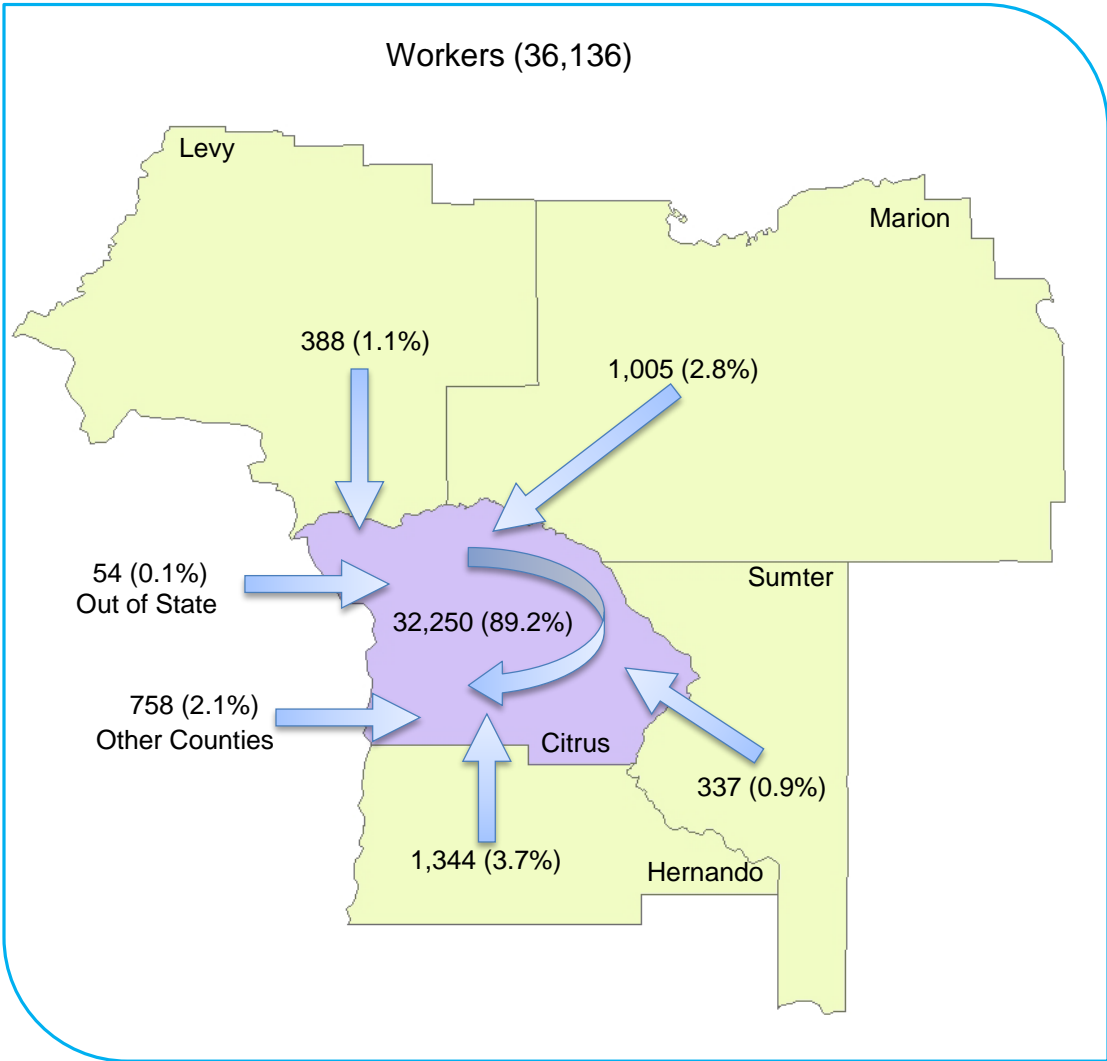 Workers (36,136)
Levy
Marion
388 (1.1%)
1,005 (2.8%)
54 (0.1%)
Out of State
Sumter
32,250 (89.2%)
758 (2.1%)
Other Counties
Citrus
337 (0.9%)
1,344 (3.7%)
Hernando